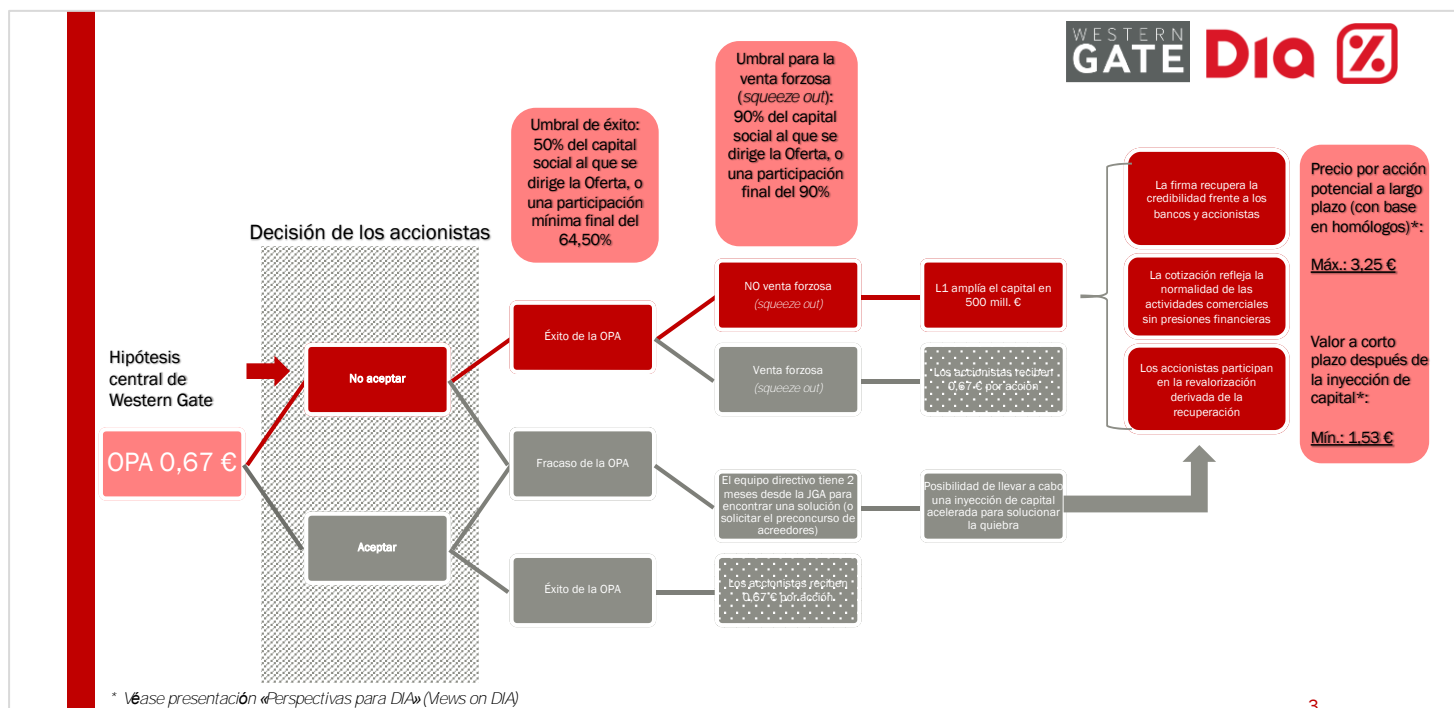 WESTERN
GATE
DIa
%
Umbral para la
venta forzosa
(squeeze out):
90% del capital
social al que se
dirige la Oferta, o
una participación
final del 90%
Umbral de éxito:
50% del capital
social al que se
dirige la Oferta, o
una participación
mínima final del
64,50%
Decisión de los accionistas
Hipótesis
central de
Western Gate
OPA 0,67 €
No aceptar
Aceptar
Éxito de la OPA
Fracaso de la OPA
Éxito de la OPA
NO venta forzosa
(squeeze out)
Venta forzosa
(squeeze out)
El equipo directivo tiene 2
meses desde la JGA para
encontrar una solución (o
solicitar el preconcurso de
acreedores)
Los accionistas reciben
0,67 € por acción
L1 amplía el capital en
500 mill. €
Los accionistas reciben
0,67 € por acción
Posibilidad de llevar a cabo
una inyección de capital
acelerada para solucionar
la quiebra
La firma recupera la
credibilidad frente a los
bancos y accionistas
La cotización refleja la
normalidad de las
actividades comerciales
sin presiones financieras
Los accionistas participan
en la revalorización
derivada de la
recuperación
Precio por acción
potencial a largo
plazo (con base
en homólogos)*:
Máx.: 3,25 €
Valor a corto
plazo después de
la inyección de
capital*:
Mín.: 1,53 €
* Véase presentación «Perspectivas para DIA» (Views on DIA)
3